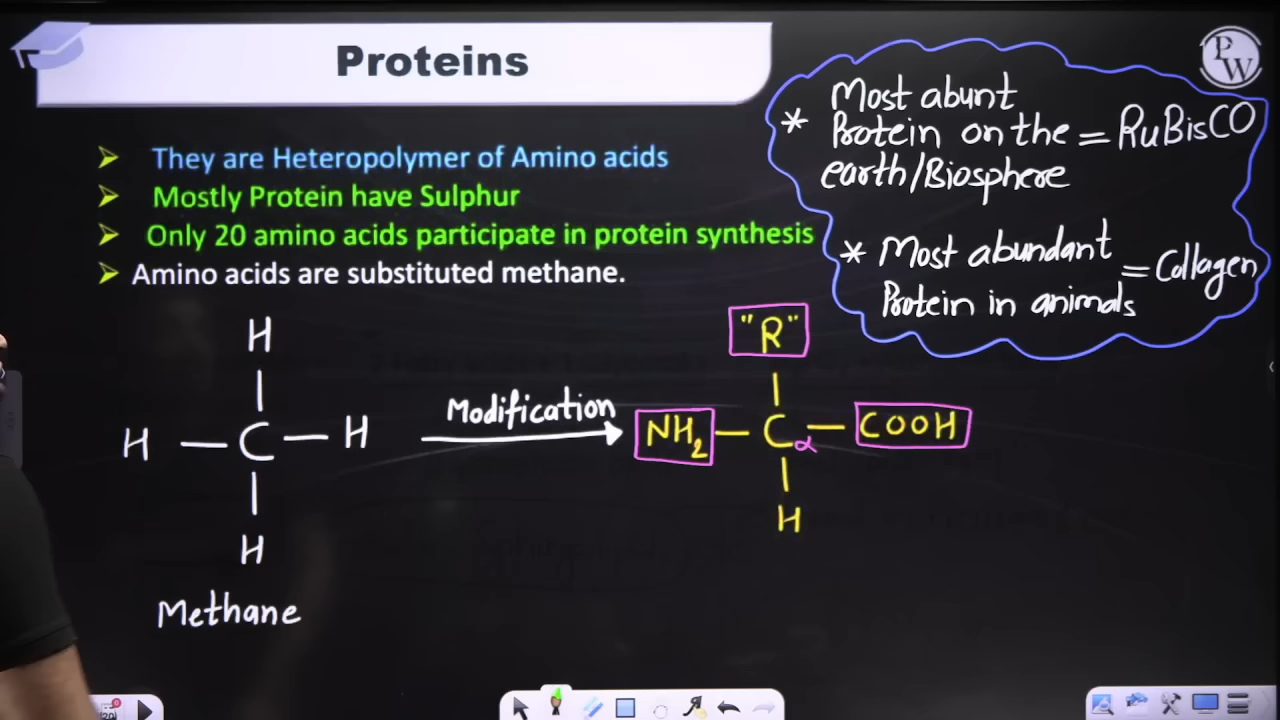 Proteins
PW
They are Heteropolymer of Amino acids
Mostly Protein have Sulphur
Only 20 amino acids participate in protein synthesis
Amino acids are substituted methane.
* Most abunt
Protein on the = RuBisCO
earth/Biosphere
* Most abundant
= Collagen
Protein in animals
H
H — C — H
H
Methane
Modification
"R"
NH₂ — Cα — COOH
H